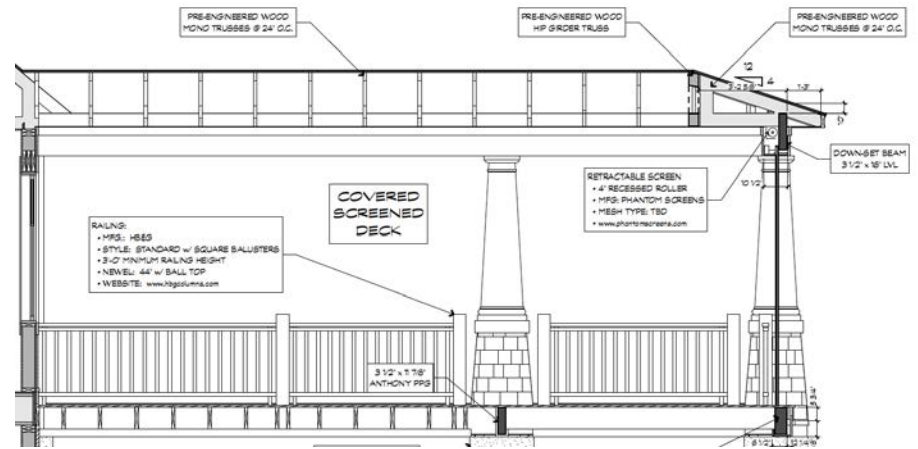 PRE-ENGINEERED WOOD
MONO TRUSSES @ 24" O.C.
PRE-ENGINEERED WOOD
HIP GIRDER TRUSS
PRE-ENGINEERED WOOD
MONO TRUSSES @ 24" O.C.
12
4
1'-3"
DOWN-SET BEAM
3 1/2" x 16" LVL
RETRACTABLE SCREEN
• 4" RECESSED ROLLER
• MFG: PHANTOM SCREENS
• MESH TYPE: TBD
• www.phantomscreens.com
10 1/2"
COVERED
SCREENED
DECK
RAILING:
• MFG.: HB&G
• STYLE: STANDARD w/ SQUARE BALUSTERS
• 3'-0" MINIMUM RAILING HEIGHT
• NEWEL: 44" w/ BALL TOP
• WEBSITE: www.hbgcolumns.com
3 1/2" x 11 7/8"
ANTHONY PPG
5 3/4"